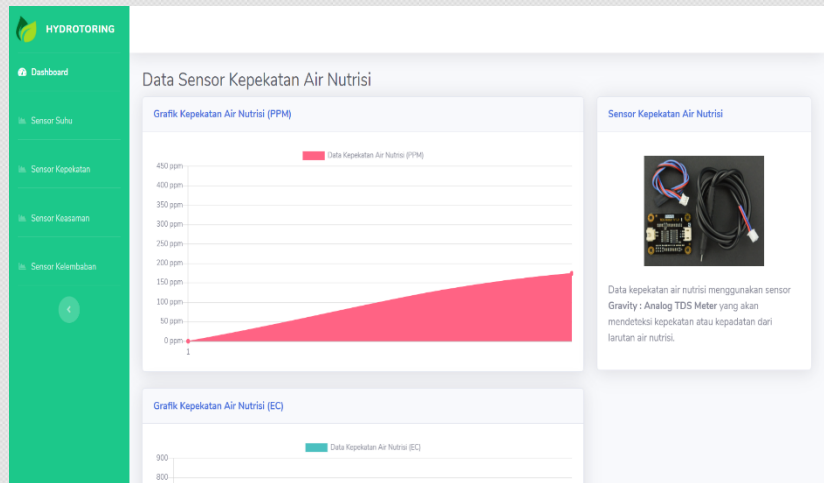 HYDROTORING
Dashboard
Sensor Suhu
Sensor Kepekatan
Sensor Keasaman
Sensor Kelembaban
Data Sensor Kepekatan Air Nutrisi
Grafik Kepekatan Air Nutrisi (PPM)
Data Kepekatan Air Nutrisi (PPM)
450 ppm
400 ppm
350 ppm
300 ppm
250 ppm
200 ppm
150 ppm
100 ppm
50 ppm
0 ppm
1
Sensor Kepekatan Air Nutrisi
Data kepekatan air nutrisi menggunakan sensor
Gravity : Analog TDS Meter yang akan
mendeteksi kepekatan atau kepadatan dari
larutan air nutrisi.
Grafik Kepekatan Air Nutrisi (EC)
Data Kepekatan Air Nutrisi (EC)
900
800